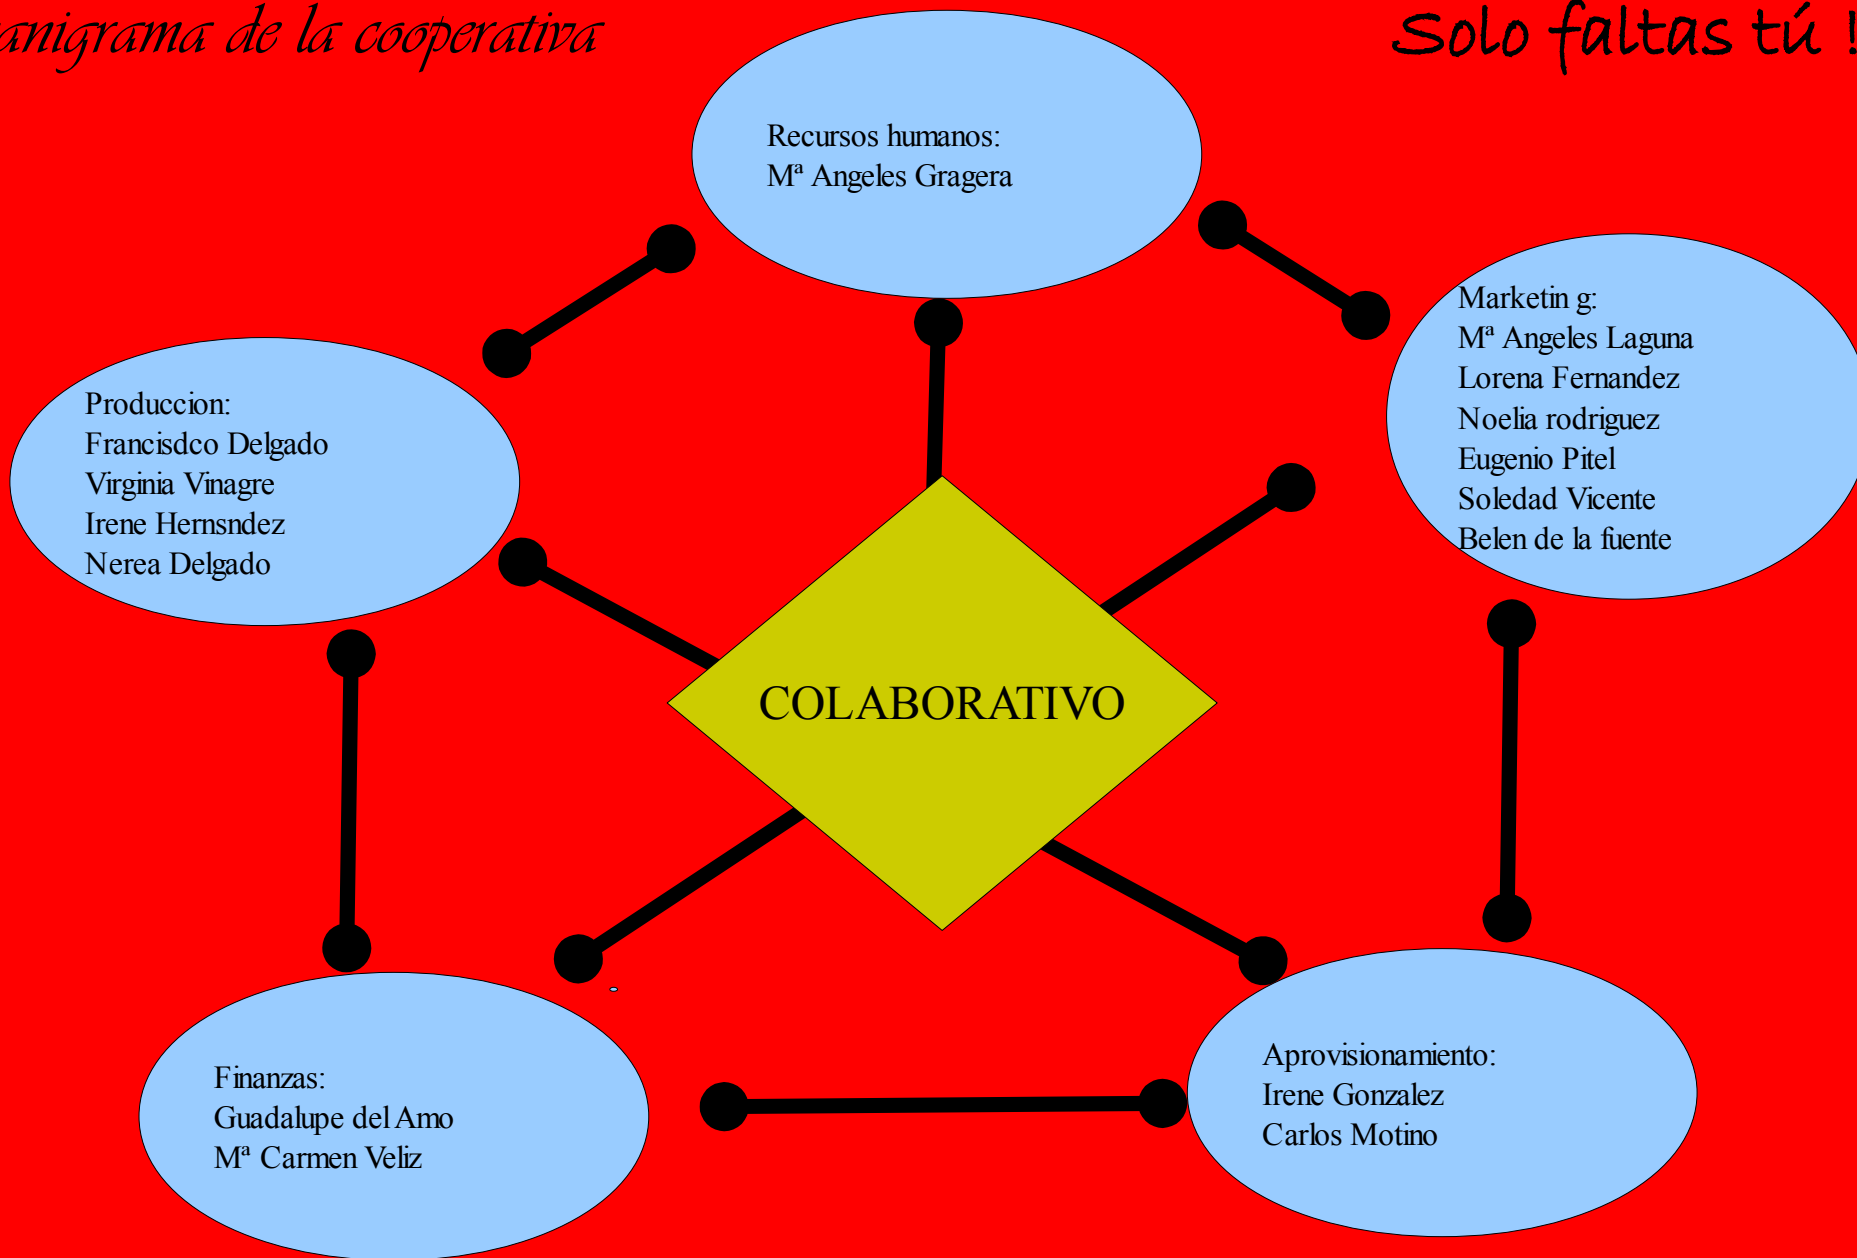 anigrama de la cooperativa
Solo faltas tú !
Recursos humanos:
Mª Angeles Gragera
Marketin g:
Mª Angeles Laguna
Lorena Fernandez
Noelia rodriguez
Eugenio Pitel
Soledad Vicente
Belen de la fuente
Produccion:
Francisdco Delgado
Virginia Vinagre
Irene Hernsndez
Nerea Delgado
COLABORATIVO
Finanzas:
Guadalupe del Amo
Mª Carmen Veliz
Aprovisionamiento:
Irene Gonzalez
Carlos Motino